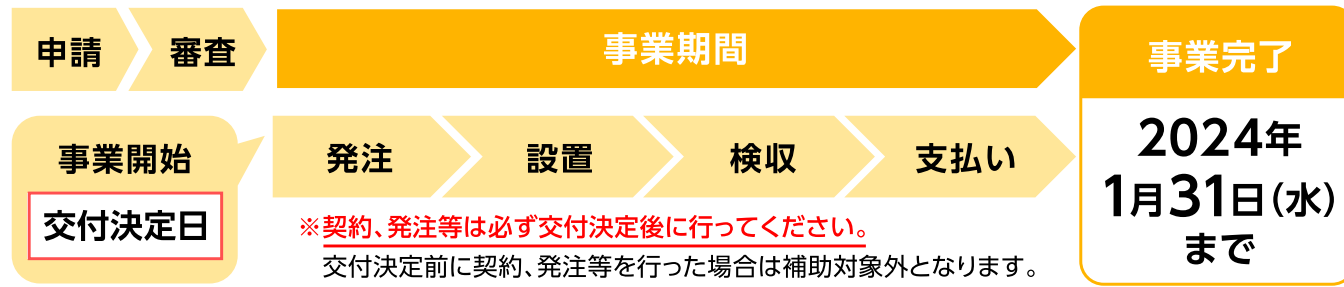 申請
審査
事業期間
事業完了
事業開始
交付決定日
発注
設置
検収
支払い
※契約、発注等は必ず交付決定後に行ってください。
交付決定前に契約、発注等を行った場合は補助対象外となります。
2024年
1月31日(水)
まで